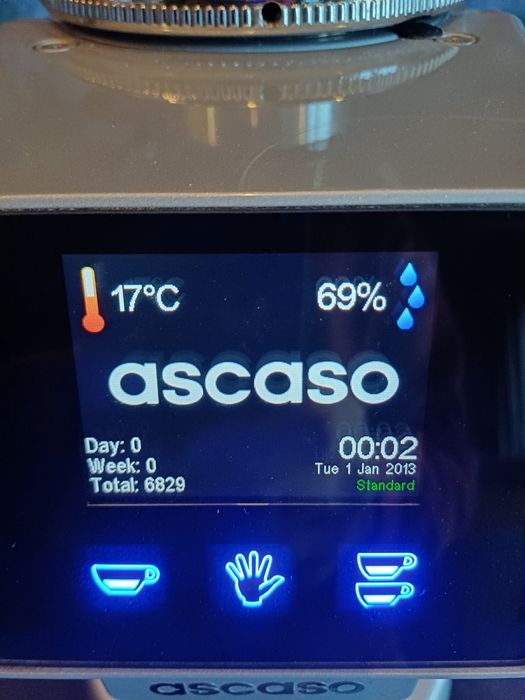 17°C 69%
ascaso
Day: 0
Week: 0
Total: 6829
00:02
Tue 1 Jan 2013
Standard
ascaso